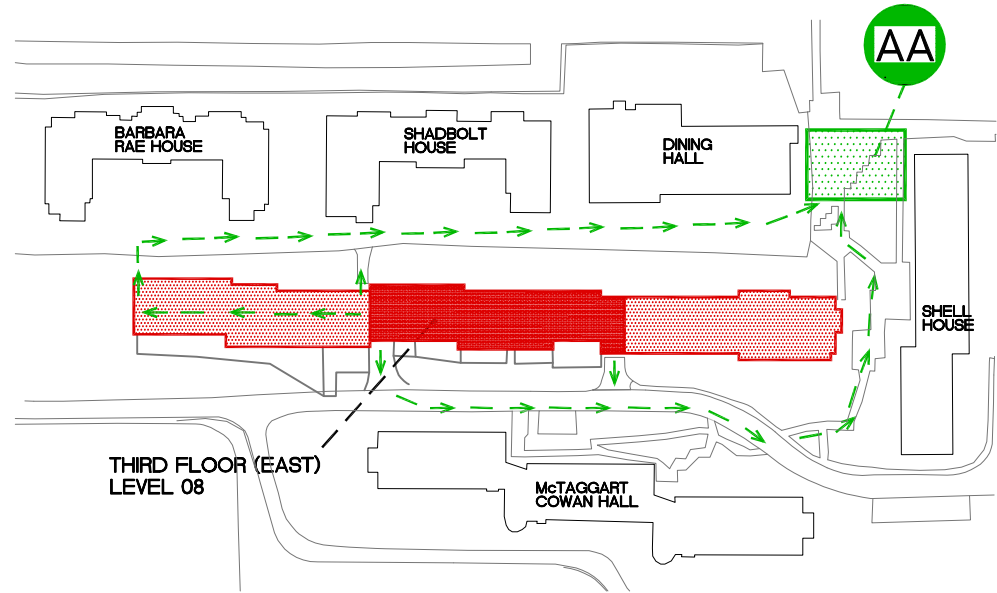 AA
BARBARA
RAE HOUSE
SHADBOLT
HOUSE
DINING
HALL
SHELL
HOUSE
THIRD FLOOR (EAST)
LEVEL 08
McTAGGART
COWAN HALL